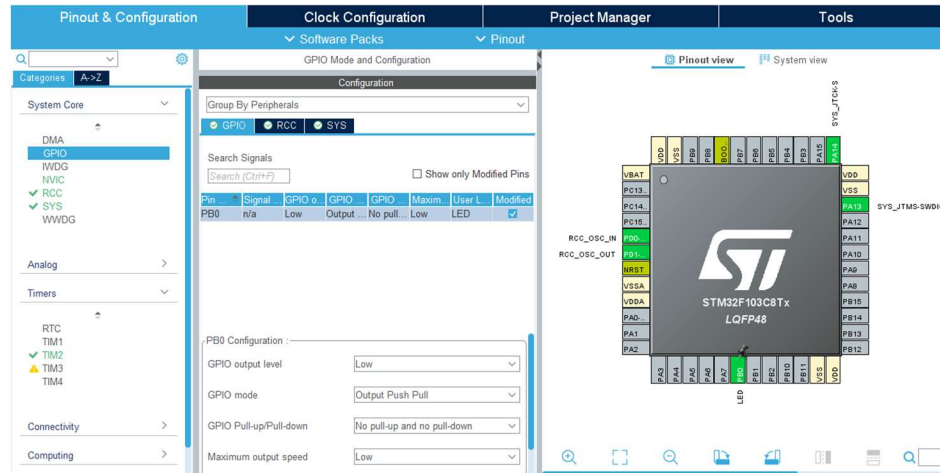 Pinout & Configuration
Clock Configuration
Project Manager
Tools
Software Packs
Pinout
Categories
A->Z
System Core
DMA
GPIO
IWDG
NVIC
RCC
SYS
WWDG
Analog
Timers
RTC
TIM1
TIM2
TIM3
TIM4
Connectivity
Computing
GPIO Mode and Configuration
Configuration
Group By Peripherals
GPIO
RCC
SYS
Search Signals
Search (Ctrl+F)
Show only Modified Pins
Pin ... Signal ... GPIO o... GPIO ... GPIO ... Maxim... User L... Modified
PB0 n/a Low Output ... No pull... Low LED
PB0 Configuration :
GPIO output level Low
GPIO mode Output Push Pull
GPIO Pull-up/Pull-down No pull-up and no pull-down
Maximum output speed Low
Pinout view
System view
SYS_JTCK-S
VDD VSS PB9 PB8 BOO... PB7 PB6 PB5 PB4 PB3 PA15 PA14
VBAT
PC13..
PC14..
PC15..
RCC_OSC_IN PD0-..
RCC_OSC_OUT PD1-..
NRST
VSSA
VDDA
PA0-..
PA1
PA2
VDD
VSS
PA13 SYS_JTMS-SWDI
PA12
PA11
PA10
PA9
PA8
PB15
PB14
PB13
PB12
ST
STM32F103C8Tx
LQFP48
PA3 PA4 PA5 PA6 PA7 PB0 PB1 PB2 PB10 PB11 VSS VDD
LED